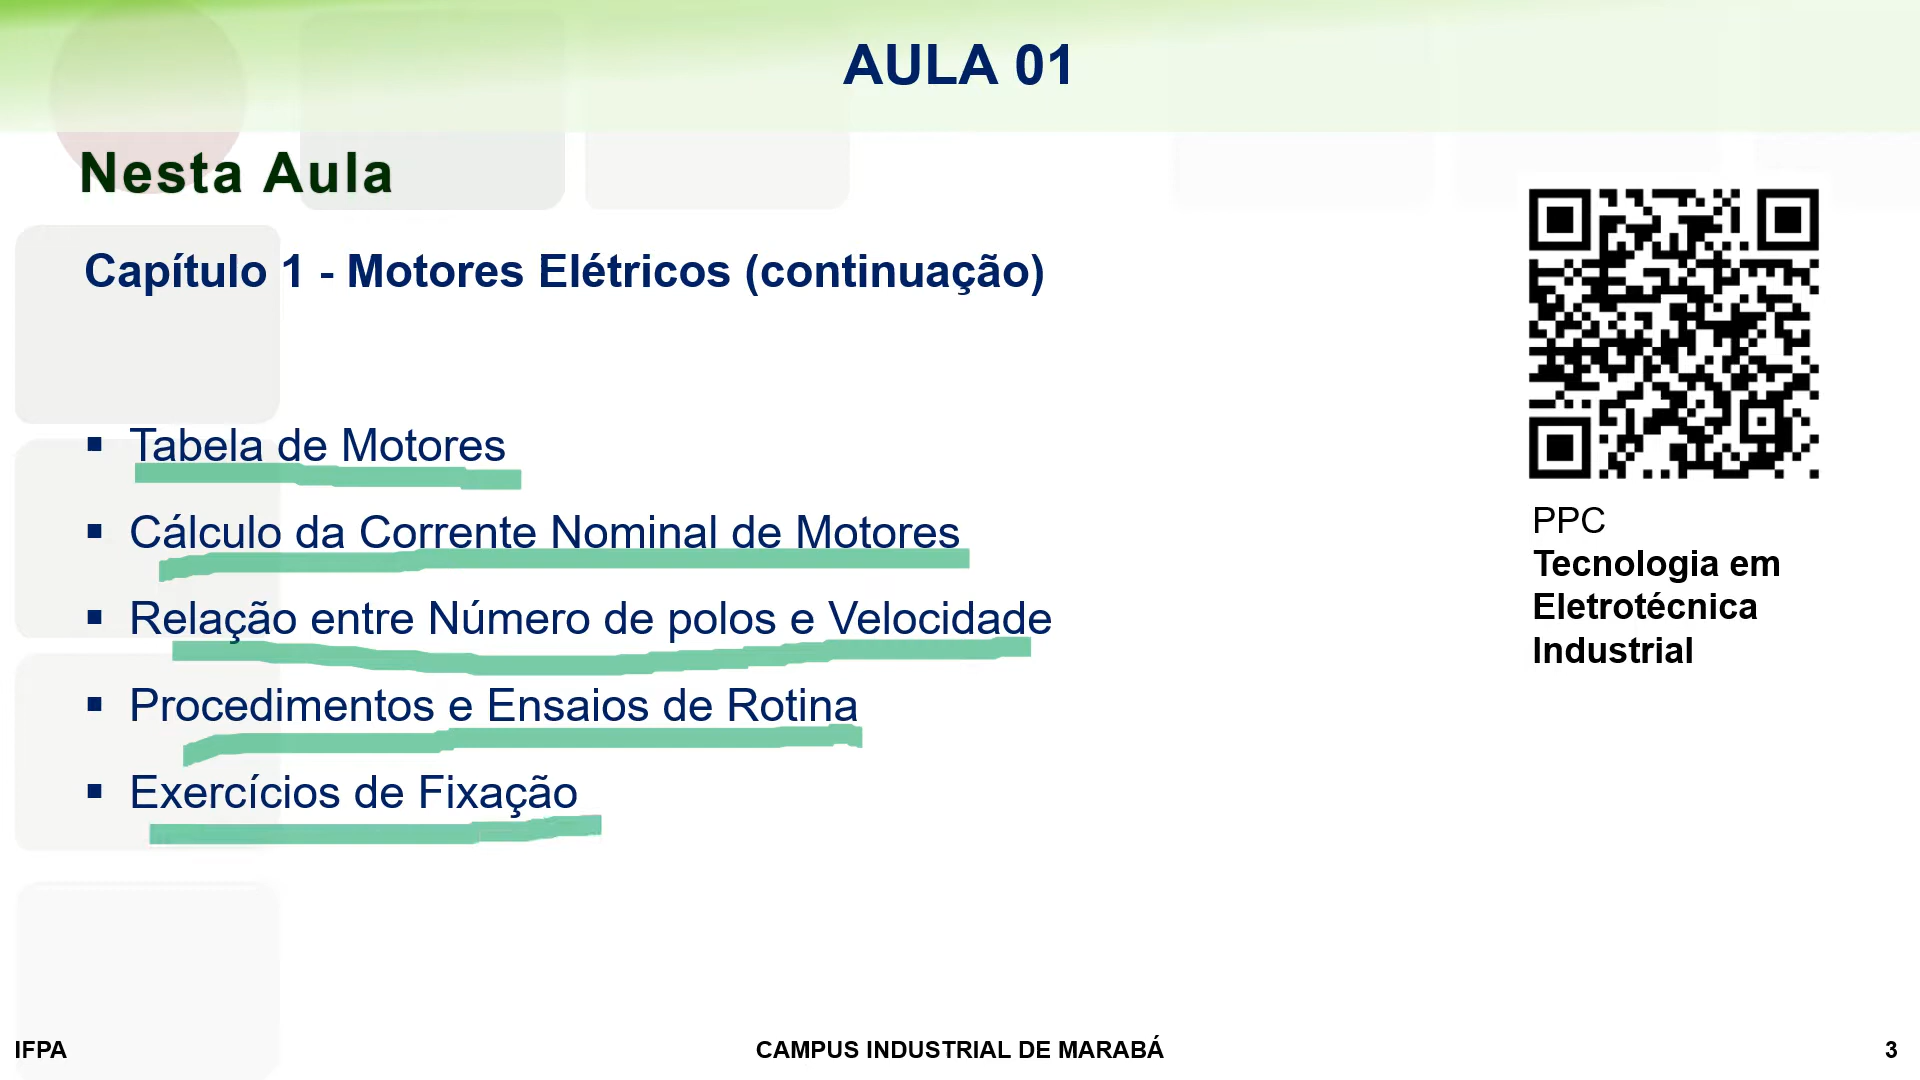 AULA 01
Nesta Aula
Capítulo 1 - Motores Elétricos (continuação)
▪ Tabela de Motores
▪ Cálculo da Corrente Nominal de Motores
▪ Relação entre Número de polos e Velocidade
▪ Procedimentos e Ensaios de Rotina
▪ Exercícios de Fixação
PPC
Tecnologia em
Eletrotécnica
Industrial
IFPA
CAMPUS INDUSTRIAL DE MARABÁ
3